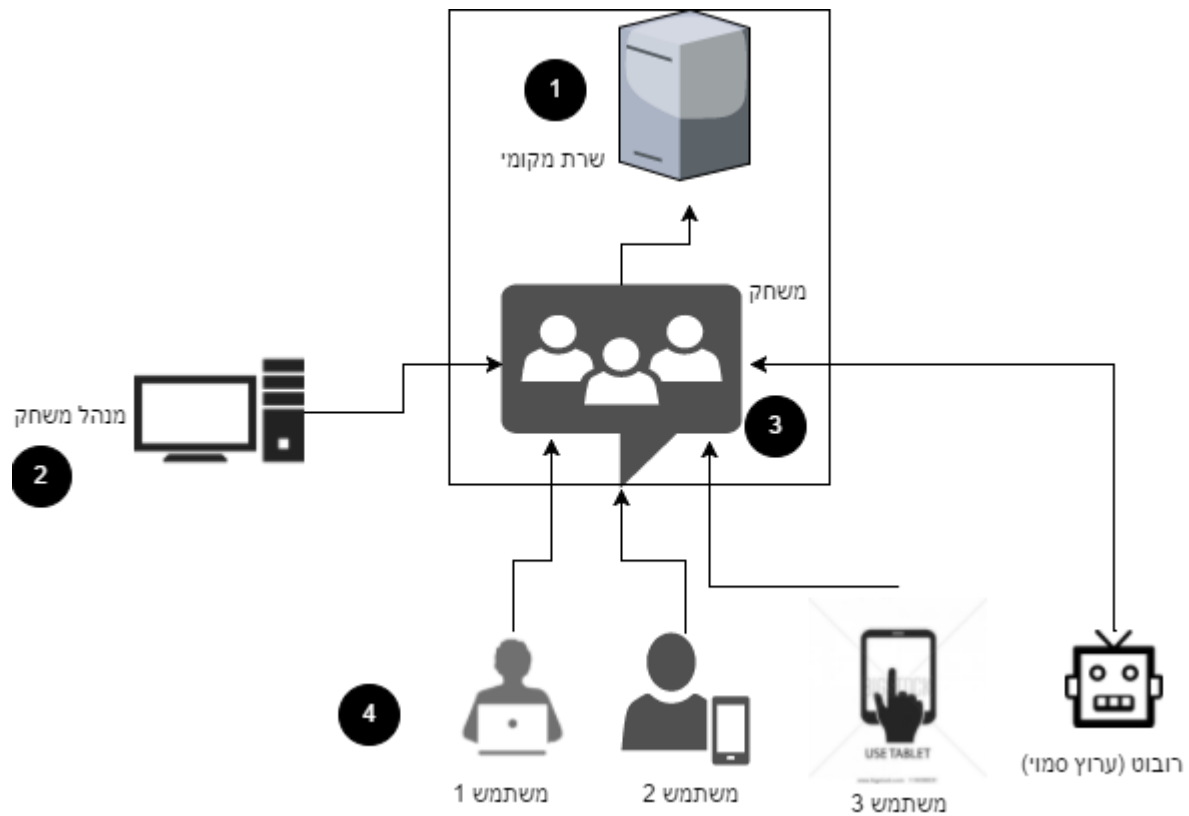 1
שרת מקומי
משחק
3
מנהל משחק
2
4
משתמש 1
משתמש 2
USE TABLET
משתמש 3
רובוט (ערוץ סמוי)